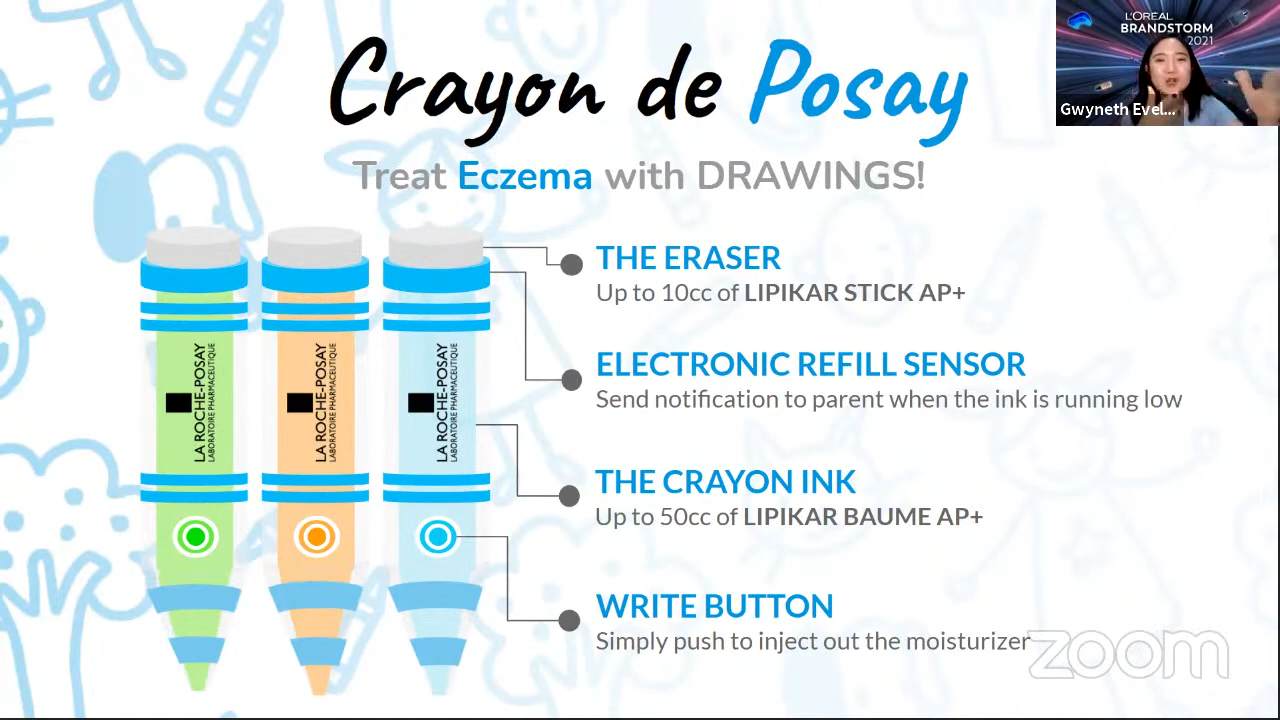 Crayon de Posay
L'ORÉAL
BRANDSTORM
2021
Gwyneth Evel...
Treat Eczema with DRAWINGS!
THE ERASER
Up to 10cc of LIPIKAR STICK AP+
ELECTRONIC REFILL SENSOR
Send notification to parent when the ink is running low
THE CRAYON INK
Up to 50cc of LIPIKAR BAUME AP+
WRITE BUTTON
Simply push to inject out the moisturizer
LA ROCHE-POSAY
LABORATOIRE PHARMACEUTIQUE
LA ROCHE-POSAY
LABORATOIRE PHARMACEUTIQUE
LA ROCHE-POSAY
LABORATOIRE PHARMACEUTIQUE
zoom